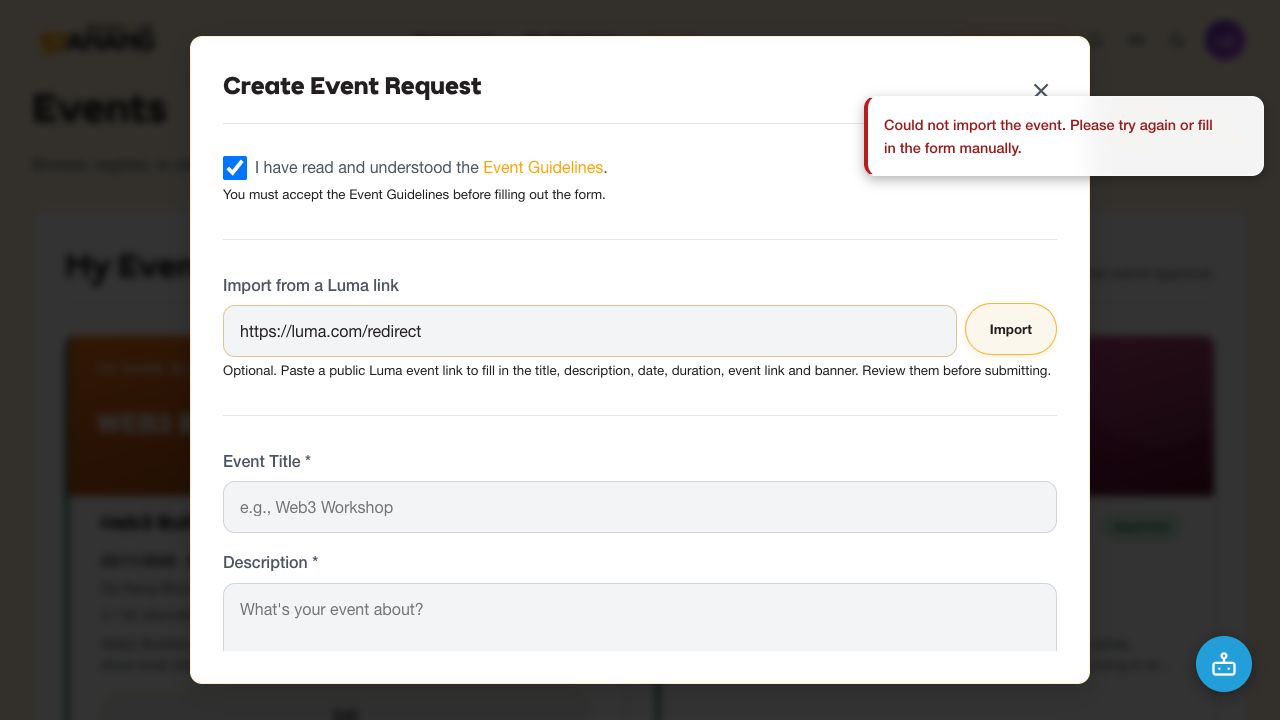 Events
Create Event Request
Could not import the event. Please try again or fill
in the form manually.
I have read and understood the Event Guidelines.
You must accept the Event Guidelines before filling out the form.
My Even
Import from a Luma link
https://luma.com/redirect
Import
Optional. Paste a public Luma event link to fill in the title, description, date, duration, event link and banner. Review them before submitting.
Event Title *
e.g., Web3 Workshop
Description *
What's your event about?